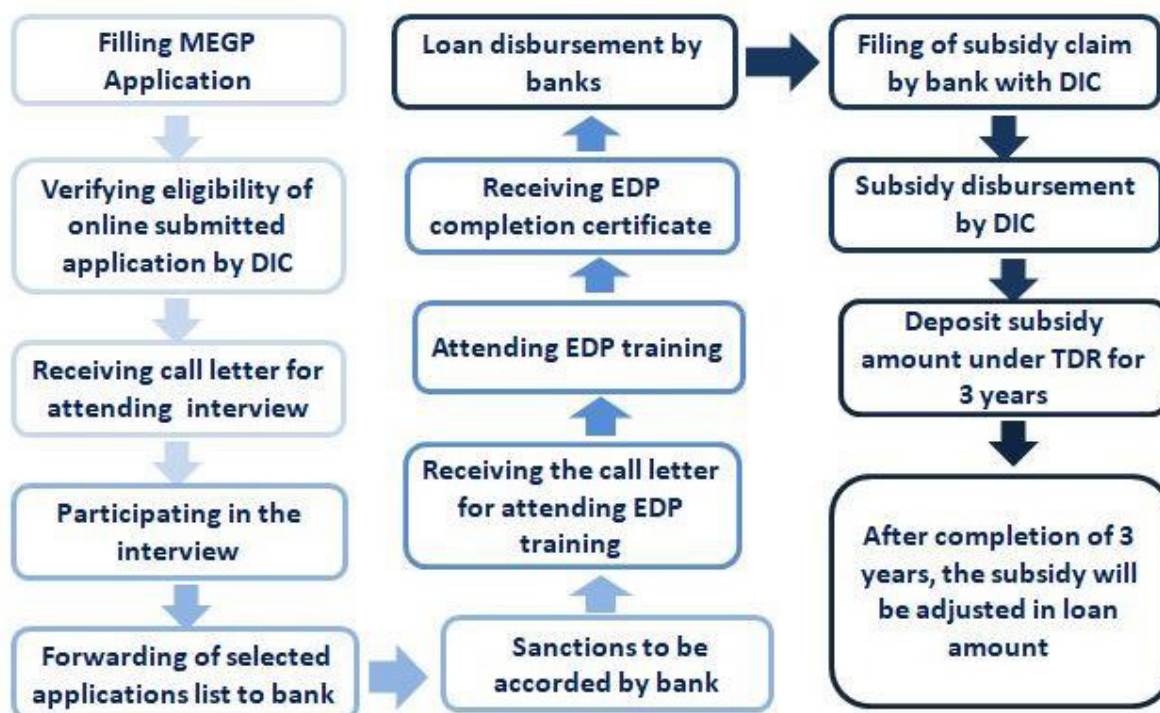 Filling MEGP
Application
Verifying eligibility of
online submitted
application by DIC
Receiving call letter for
attending interview
Participating in the
interview
Forwarding of selected
applications list to bank
Sanctions to be
accorded by bank
Receiving the call letter
for attending EDP
training
Attending EDP training
Receiving EDP
completion certificate
Loan disbursement by
banks
Filing of subsidy claim
by bank with DIC
Subsidy disbursement
by DIC
Deposit subsidy
amount under TDR for
3 years
After completion of 3
years, the subsidy will
be adjusted in loan
amount